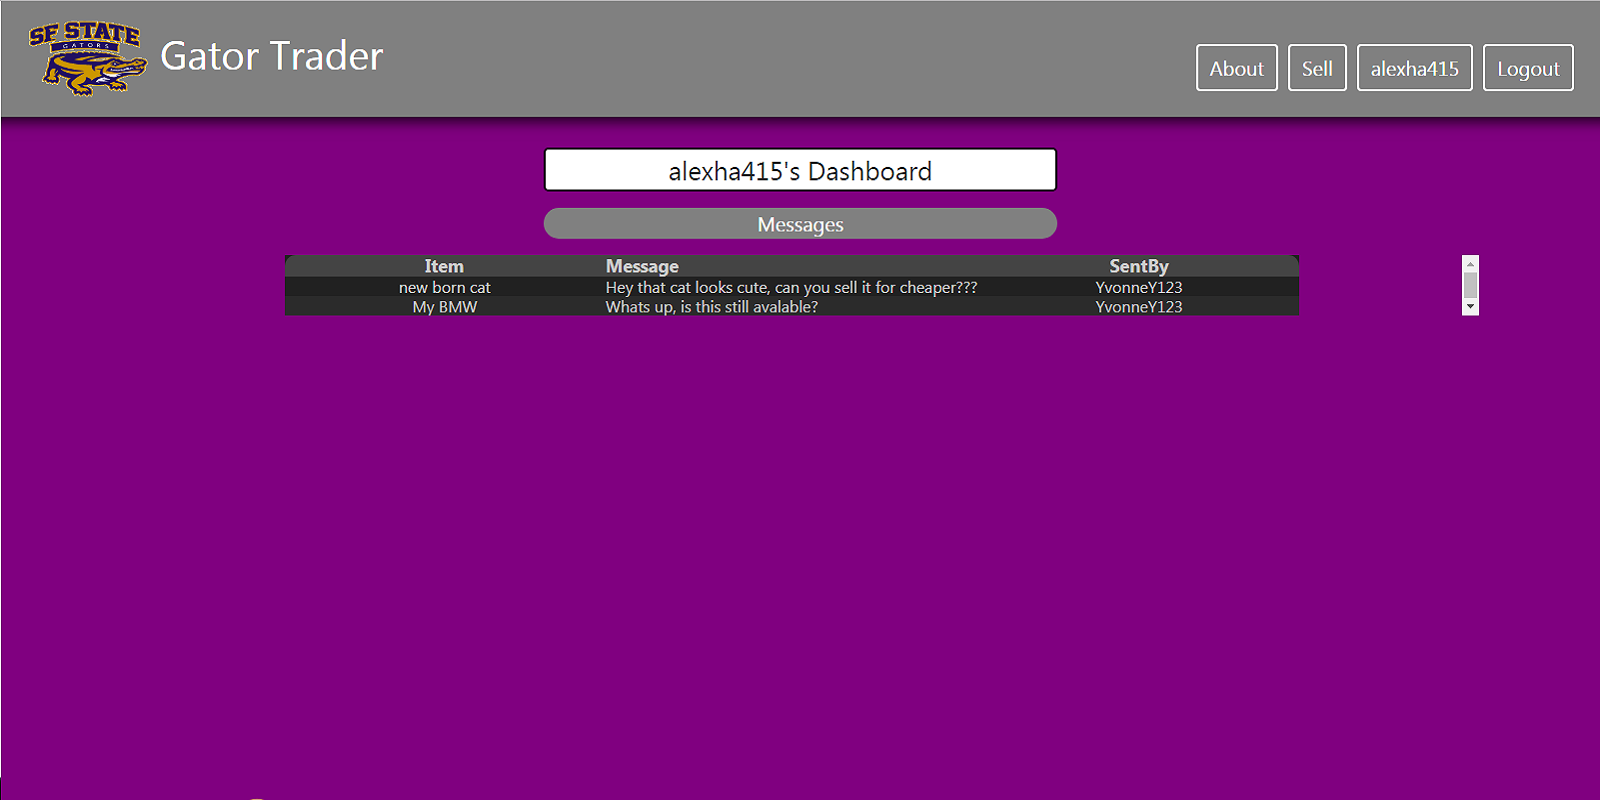 SF STATE
GATORS
Gator Trader
About Sell alexha415 Logout
alexha415's Dashboard
Messages
Item Message SentBy
new born cat Hey that cat looks cute, can you sell it for cheaper??? YvonneY123
My BMW Whats up, is this still avalable? YvonneY123